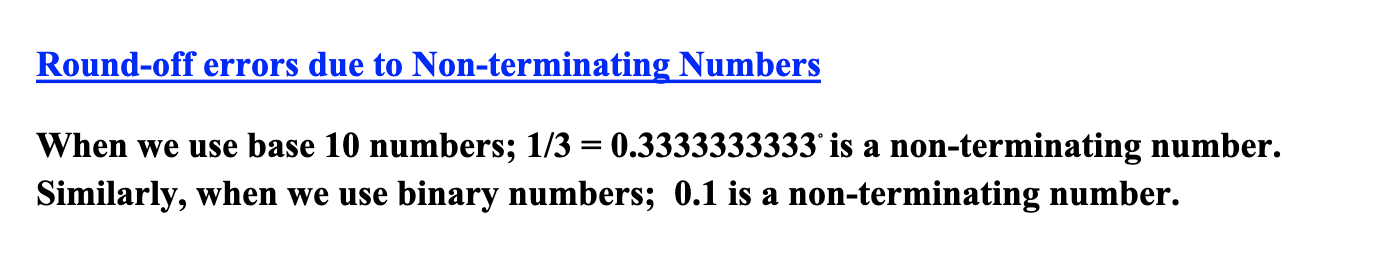 Round-off errors due to Non-terminating Numbers
When we use base 10 numbers; 1/3 = 0.3333333333° is a non-terminating number.
Similarly, when we use binary numbers;  0.1 is a non-terminating number.